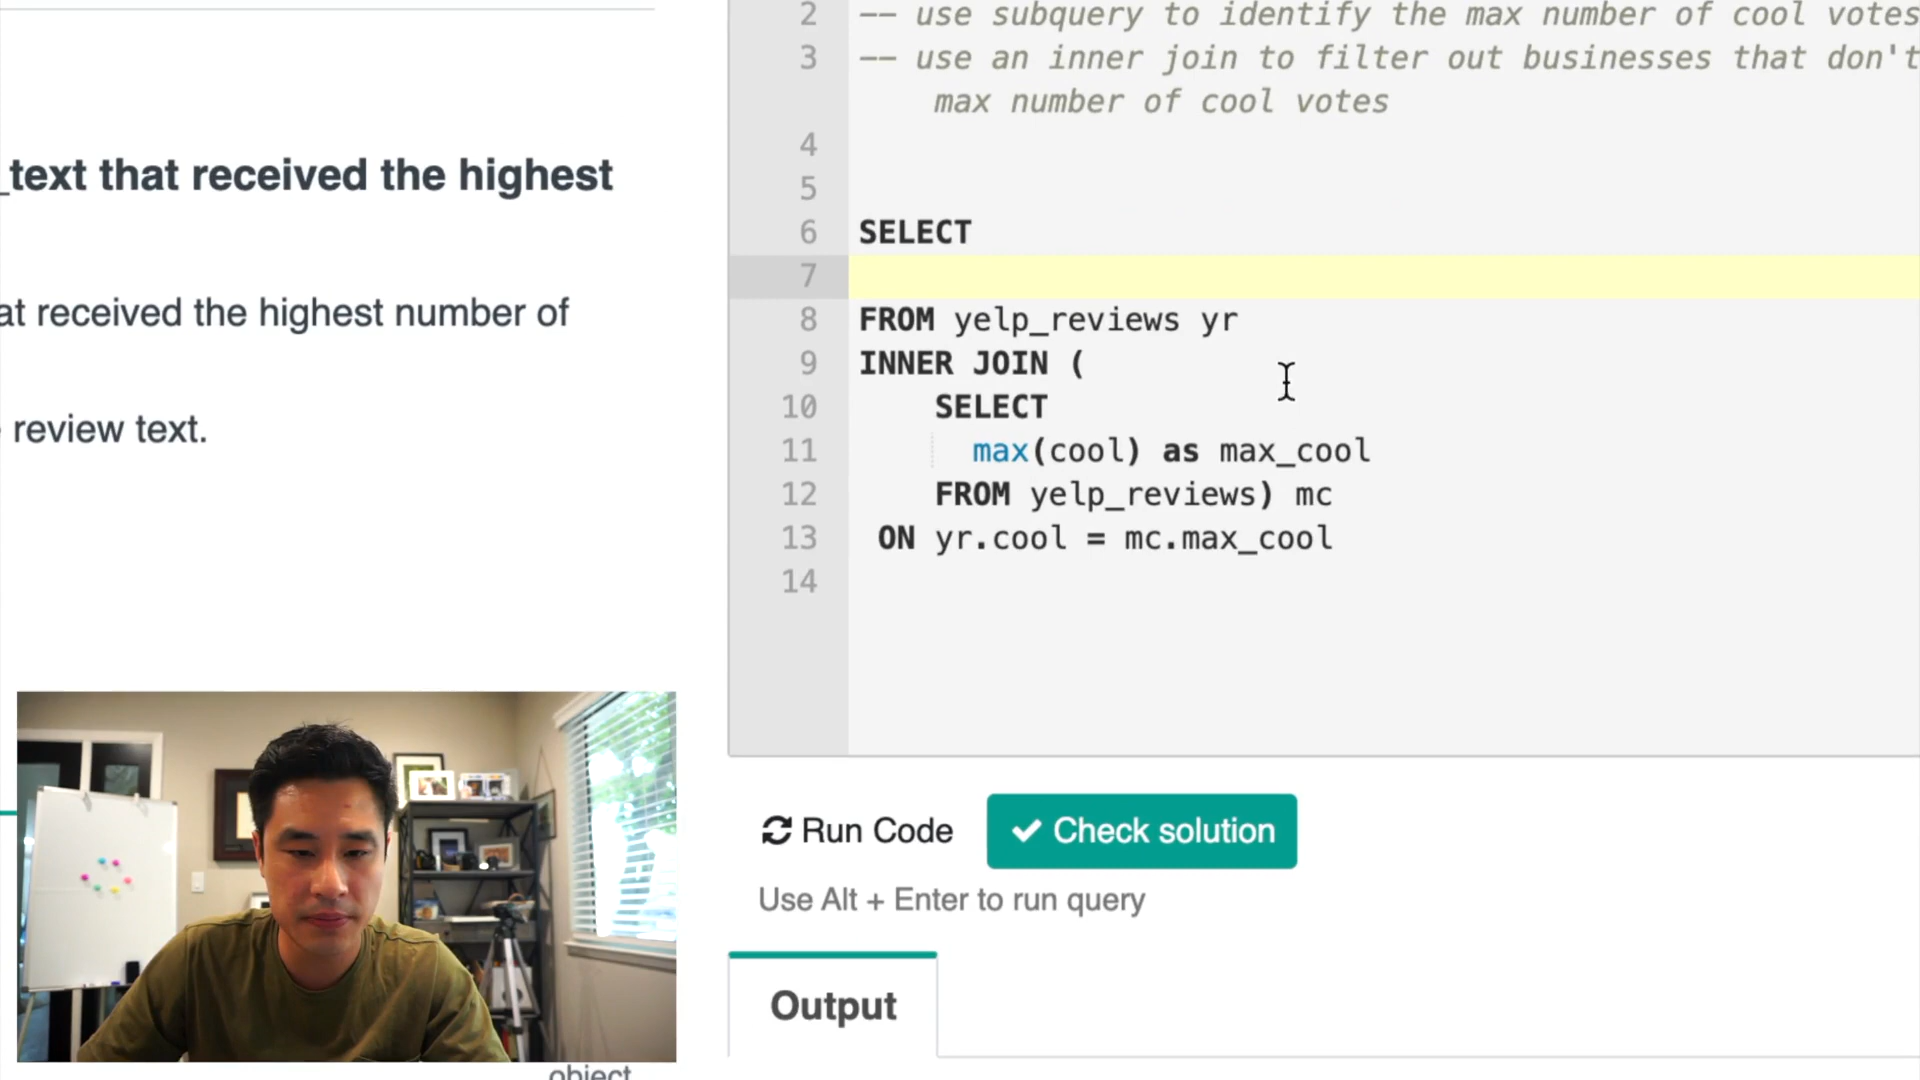 _text that received the highest
at received the highest number of
review text.
2 -- use subquery to identify the max number of cool votes
3 -- use an inner join to filter out businesses that don't
max number of cool votes
4
5
6 SELECT
7
8 FROM yelp_reviews yr
9 INNER JOIN (
10 SELECT
11 max(cool) as max_cool
12 FROM yelp_reviews) mc
13 ON yr.cool = mc.max_cool
14
Run Code
Check solution
Use Alt + Enter to run query
Output
object